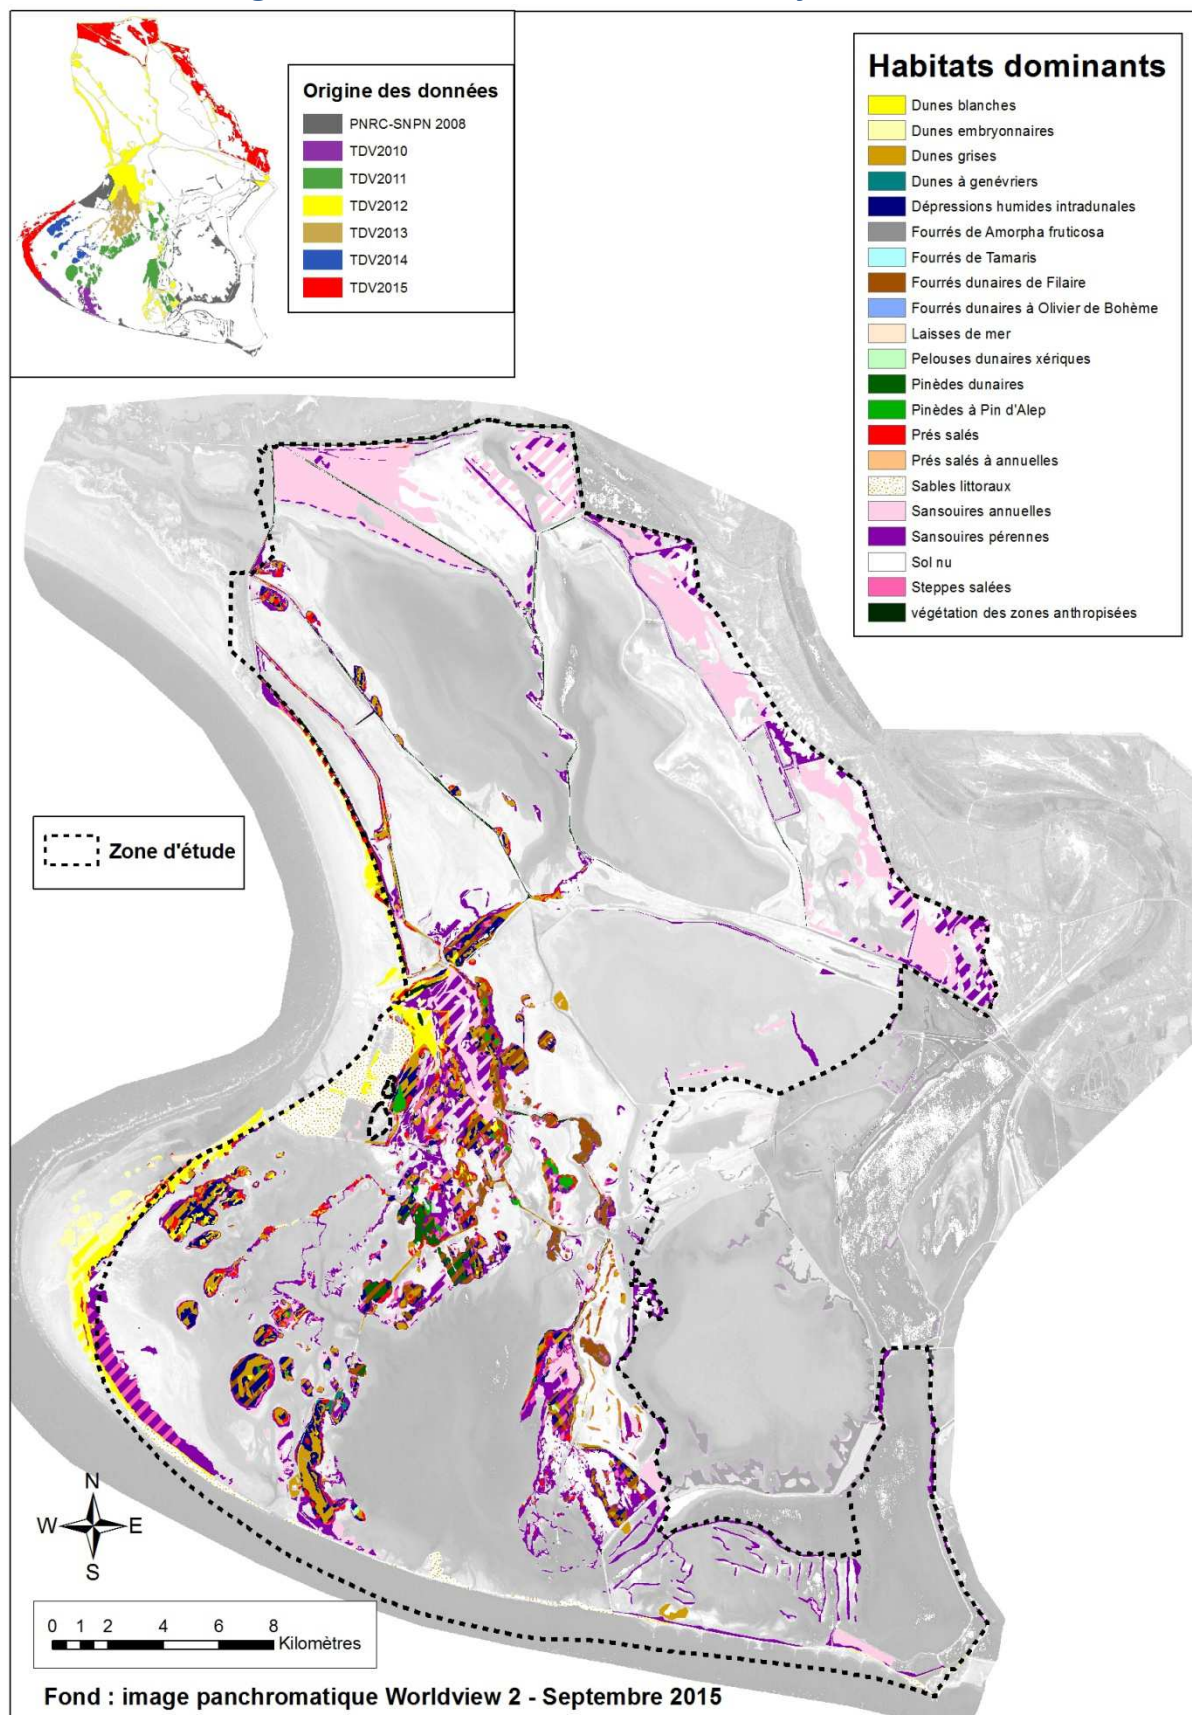 Origine des données
PNRC-SNPN 2008
TDV2010
TDV2011
TDV2012
TDV2013
TDV2014
TDV2015
Habitats dominants
Dunes blanches
Dunes embryonnaires
Dunes grises
Dunes à genévriers
Dépressions humides intradunales
Fourrés de Amorpha fruticosa
Fourrés de Tamaris
Fourrés dunaires de Filaire
Fourrés dunaires à Olivier de Bohème
Laisses de mer
Pelouses dunaires xériques
Pinèdes dunaires
Pinèdes à Pin d'Alep
Prés salés
Prés salés à annuelles
Sables littoraux
Sansouires annuelles
Sansouires pérennes
Sol nu
Steppes salées
végétation des zones anthropisées
Zone d'étude
N
W E
S
0 1 2 4 6 8
Kilomètres
Fond : image panchromatique Worldview 2 - Septembre 2015